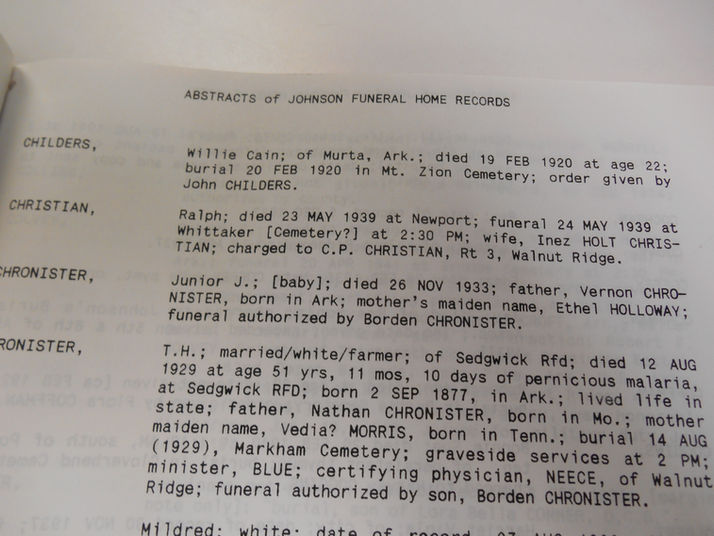 ABSTRACTS of JOHNSON FUNERAL HOME RECORDS
CHILDERS,
Willie Cain; of Murta, Ark.; died 19 FEB 1920 at age 22;
burial 20 FEB 1920 in Mt. Zion Cemetery; order given by
John CHILDERS.
CHRISTIAN,
Ralph; died 23 MAY 1939 at Newport; funeral 24 MAY 1939 at
Whittaker [Cemetery?] at 2:30 PM; wife, Inez HOLT CHRIS-
TIAN; charged to C.P. CHRISTIAN, Rt 3, Walnut Ridge.
CHRONISTER,
Junior J.; [baby]; died 26 NOV 1933; father, Vernon CHRO-
NISTER, born in Ark; mother's maiden name, Ethel HOLLOWAY;
funeral authorized by Borden CHRONISTER.
RONISTER,
T.H.; married/white/farmer; of Sedgwick Rfd; died 12 AUG
1929 at age 51 yrs, 11 mos, 10 days of pernicious malaria,
at Sedgwick RFD; born 2 SEP 1877, in Ark.; lived life in
state; father, Nathan CHRONISTER, born in Mo.; mother
maiden name, Vedia? MORRIS, born in Tenn.; burial 14 AUG
(1929), Markham Cemetery; graveside services at 2 PM;
minister, BLUE; certifying physician, NEECE, of Walnut
Ridge; funeral authorized by son, Borden CHRONISTER.
Mildred; white; date of record, 07 AUG